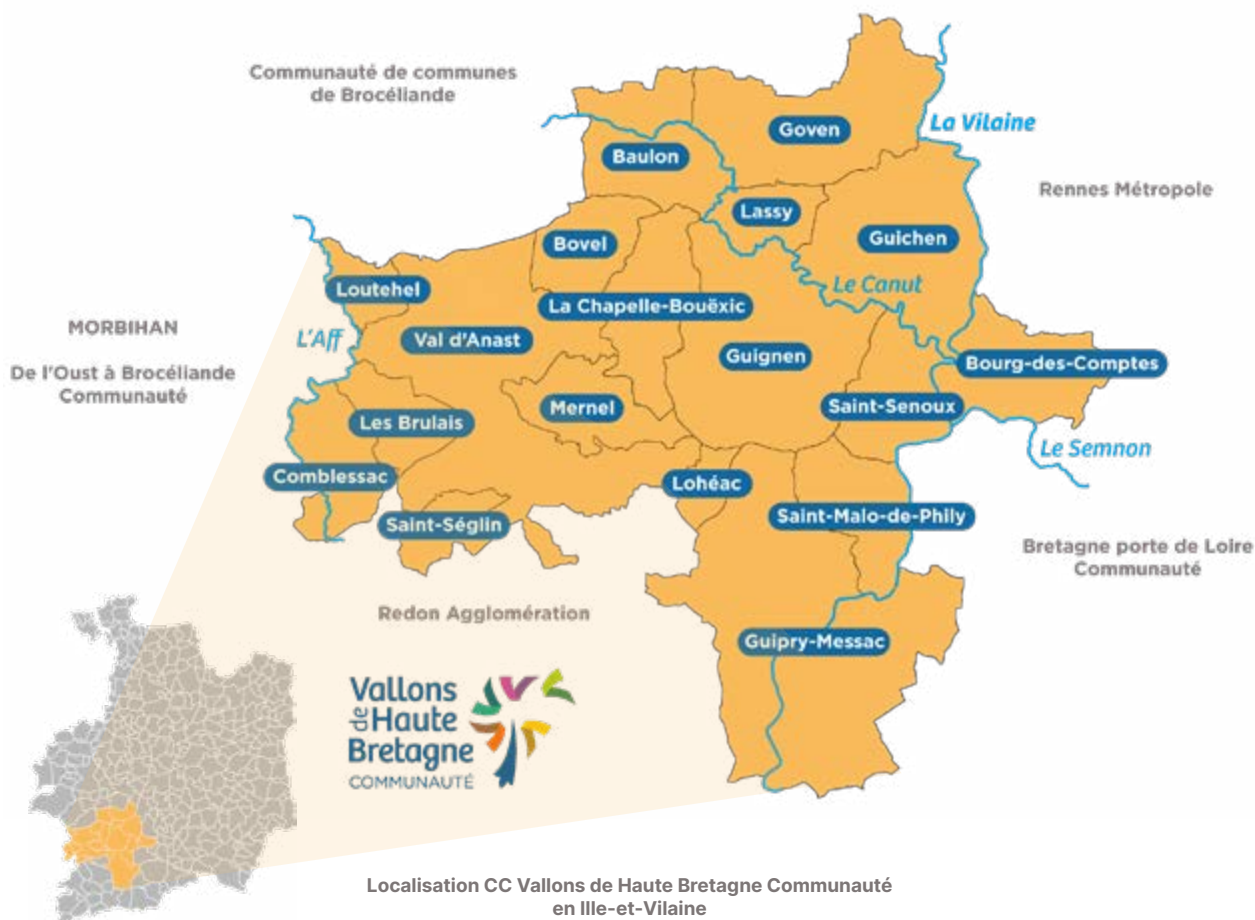 Communauté de communes
de Brocéliande
Goven
La Vilaine
Baulon
Rennes Métropole
Lassy
Guichen
Bovel
Loutehel
Le Canut
La Chapelle-Bouëxic
MORBIHAN
L'Aff
Val d'Anast
Guignen
Bourg-des-Comptes
De l'Oust à Brocéliande
Communauté
Mernel
Saint-Senoux
Les Brulais
Le Semnon
Comblessac
Lohéac
Saint-Malo-de-Phily
Saint-Séglin
Bretagne porte de Loire
Communauté
Redon Agglomération
Guipry-Messac
Vallons
de Haute
Bretagne
COMMUNAUTÉ
Localisation CC Vallons de Haute Bretagne Communauté
en Ille-et-Vilaine